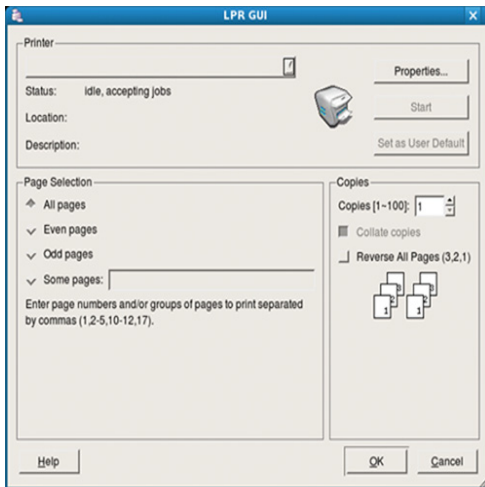 LPR GUI
Printer
Properties...
Status: idle, accepting jobs
Start
Location:
Description:
Set as User Default
Page Selection
All pages
Even pages
Odd pages
Some pages:
Enter page numbers and/or groups of pages to print separated
by commas (1,2-5,10-12,17).
Copies
Copies [1~100]: 1
Collate copies
Reverse All Pages (3,2,1)
1
1
Help
OK
Cancel